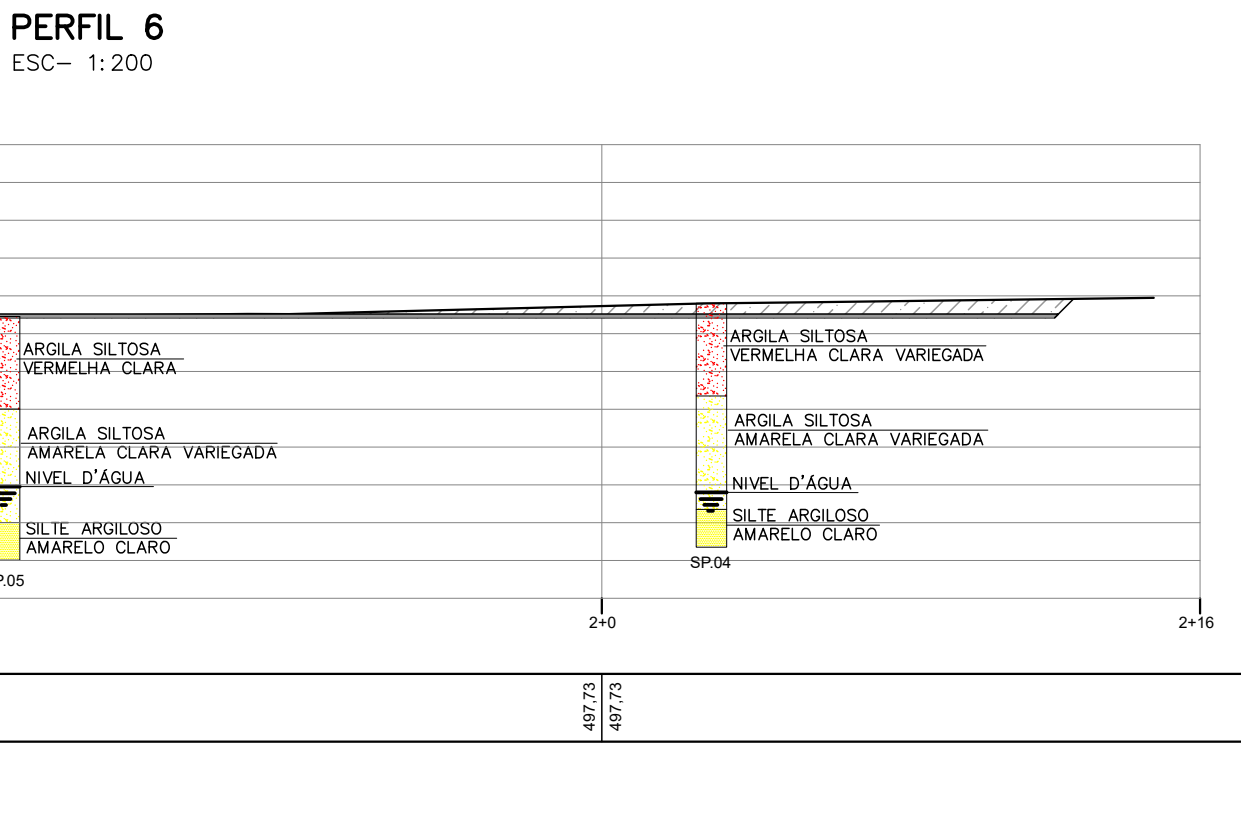 PERFIL 6
ESC- 1:200
ARGILA SILTOSA
VERMELHA CLARA
ARGILA SILTOSA
AMARELA CLARA VARIEGADA
NIVEL D'ÁGUA
SILTE ARGILOSO
AMARELO CLARO
P.05
ARGILA SILTOSA
VERMELHA CLARA VARIEGADA
ARGILA SILTOSA
AMARELA CLARA VARIEGADA
NIVEL D'ÁGUA
SILTE ARGILOSO
AMARELO CLARO
SP.04
2+0
2+16
497,73
497,73